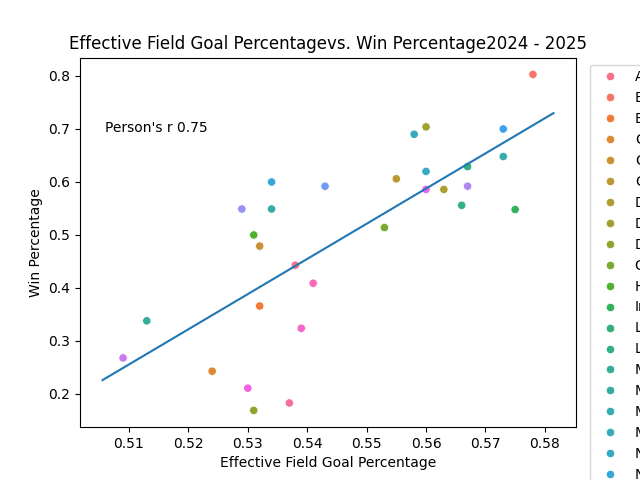 Effective Field Goal Percentagevs. Win Percentage2024 - 2025
Person's r 0.75
Win Percentage
0.8
0.7
0.6
0.5
0.4
0.3
0.2
0.51 0.52 0.53 0.54 0.55 0.56 0.57 0.58
Effective Field Goal Percentage